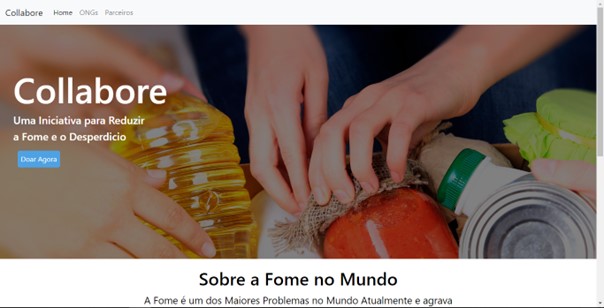 Collabore Home ONGs Parceiros
Collabore
Uma Iniciativa para Reduzir
a Fome e o Desperdicio
Doar Agora
Sobre a Fome no Mundo
A Fome é um dos Maiores Problemas no Mundo Atualmente e agrava